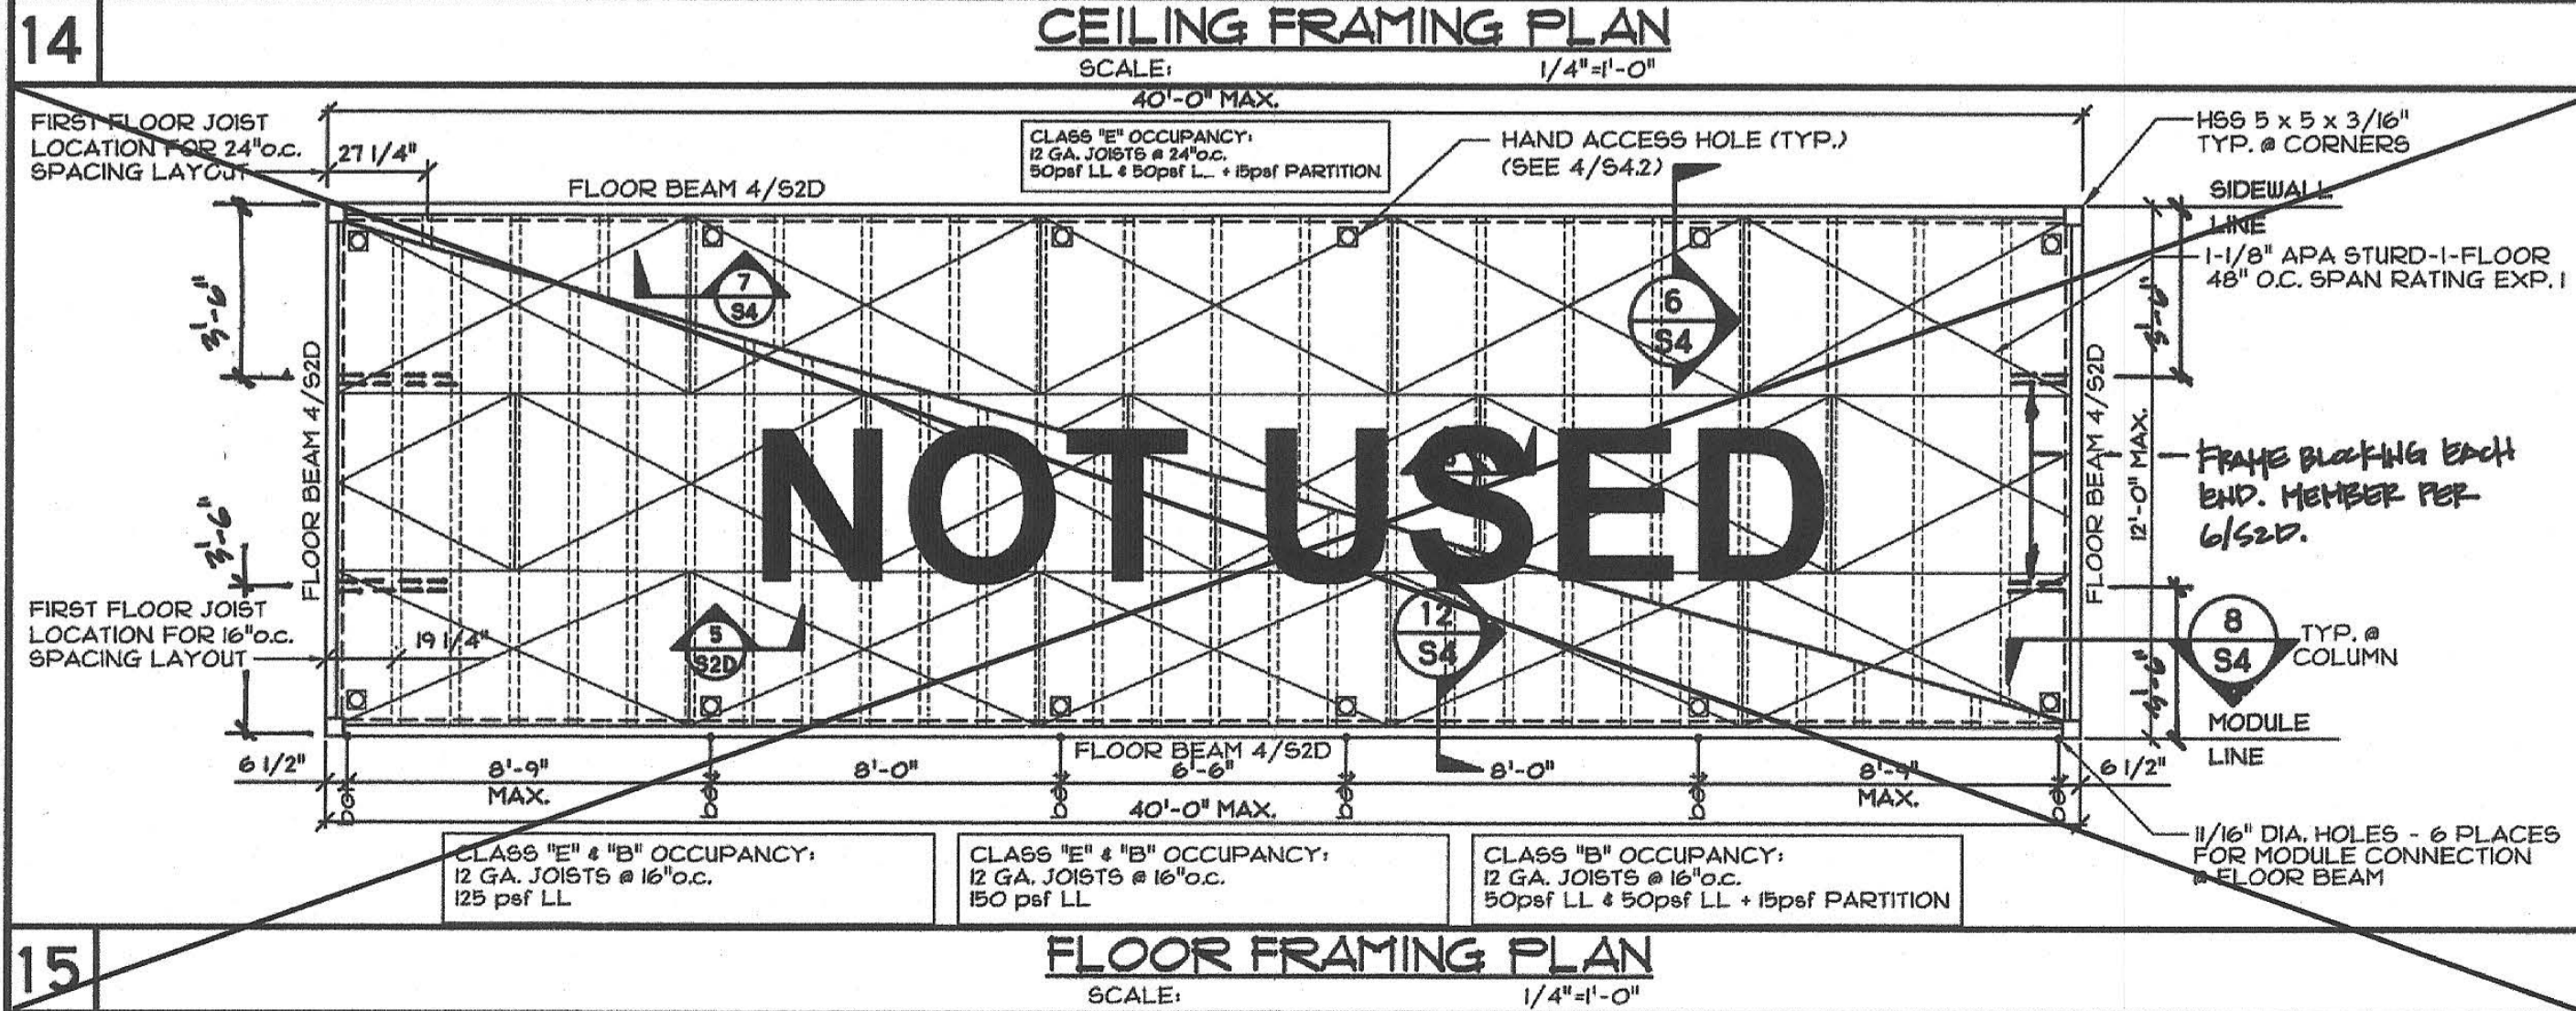 14
CEILING FRAMING PLAN
SCALE: 1/4"=1'-0"
40'-0" MAX.
FIRST FLOOR JOIST
LOCATION FOR 24"o.c.
SPACING LAYOUT
27 1/4"
FLOOR BEAM 4/S2D
CLASS "E" OCCUPANCY:
12 GA. JOISTS @ 24"o.c.
50psf LL & 50psf L + 15psf PARTITION
HAND ACCESS HOLE (TYP.)
(SEE 4/S4.2)
HSS 5 x 5 x 3/16"
TYP. @ CORNERS
SIDEWALL
LINE
1-1/8" APA STURD-I-FLOOR
48" O.C. SPAN RATING EXP. 1
3'-6"
7
S4
6
S4
3'-6"
FLOOR BEAM 4/S2D
NOT USED
FLOOR BEAM 4/S2D
12'-0" MAX.
FRAME BLOCKING EACH
END. MEMBER PER
6/S2D.
3'-6"
FIRST FLOOR JOIST
LOCATION FOR 16"o.c.
SPACING LAYOUT
19 1/4"
5
S2D
12
S4
8
S4
TYP. @
COLUMN
MODULE
LINE
FLOOR BEAM 4/S2D
6 1/2"
8'-9"
MAX.
8'-0"
6'-6"
8'-0"
8'-9"
MAX.
6 1/2"
40'-0" MAX.
11/16" DIA. HOLES - 6 PLACES
FOR MODULE CONNECTION
@ FLOOR BEAM
CLASS "E" & "B" OCCUPANCY:
12 GA. JOISTS @ 16"o.c.
125 psf LL
CLASS "E" & "B" OCCUPANCY:
12 GA. JOISTS @ 16"o.c.
150 psf LL
CLASS "B" OCCUPANCY:
12 GA. JOISTS @ 16"o.c.
50psf LL & 50psf LL + 15psf PARTITION
15
FLOOR FRAMING PLAN
SCALE: 1/4"=1'-0"